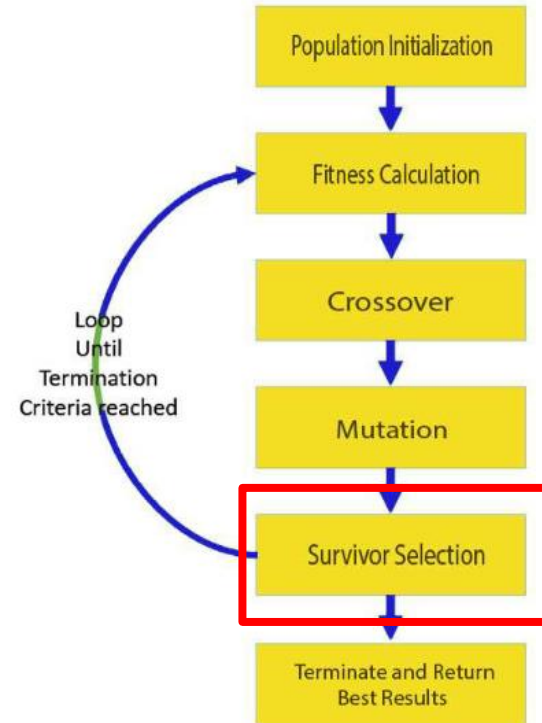 Population Initialization
Fitness Calculation
Crossover
Loop
Until
Termination
Criteria reached
Mutation
Survivor Selection
Terminate and Return
Best Results